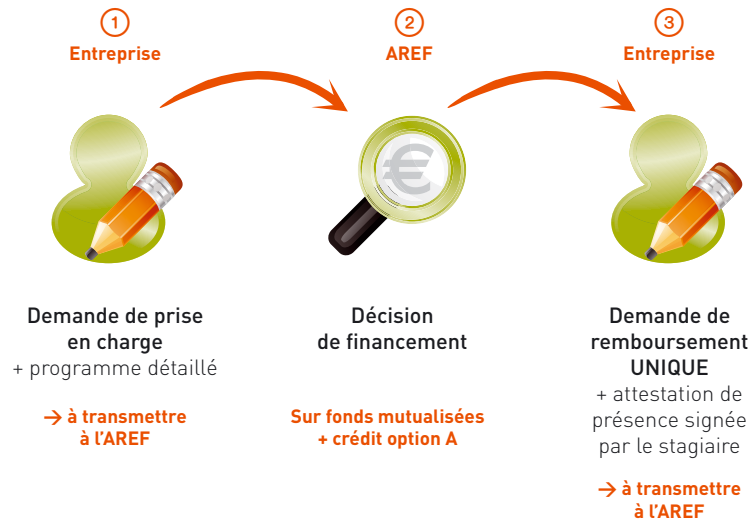 1
Entreprise
Demande de prise
en charge
+ programme détaillé
→ à transmettre
à l'AREF
2
AREF
€
Décision
de financement
Sur fonds mutualisées
+ crédit option A
3
Entreprise
Demande de
remboursement
UNIQUE
+ attestation de
présence signée
par le stagiaire
→ à transmettre
à l'AREF